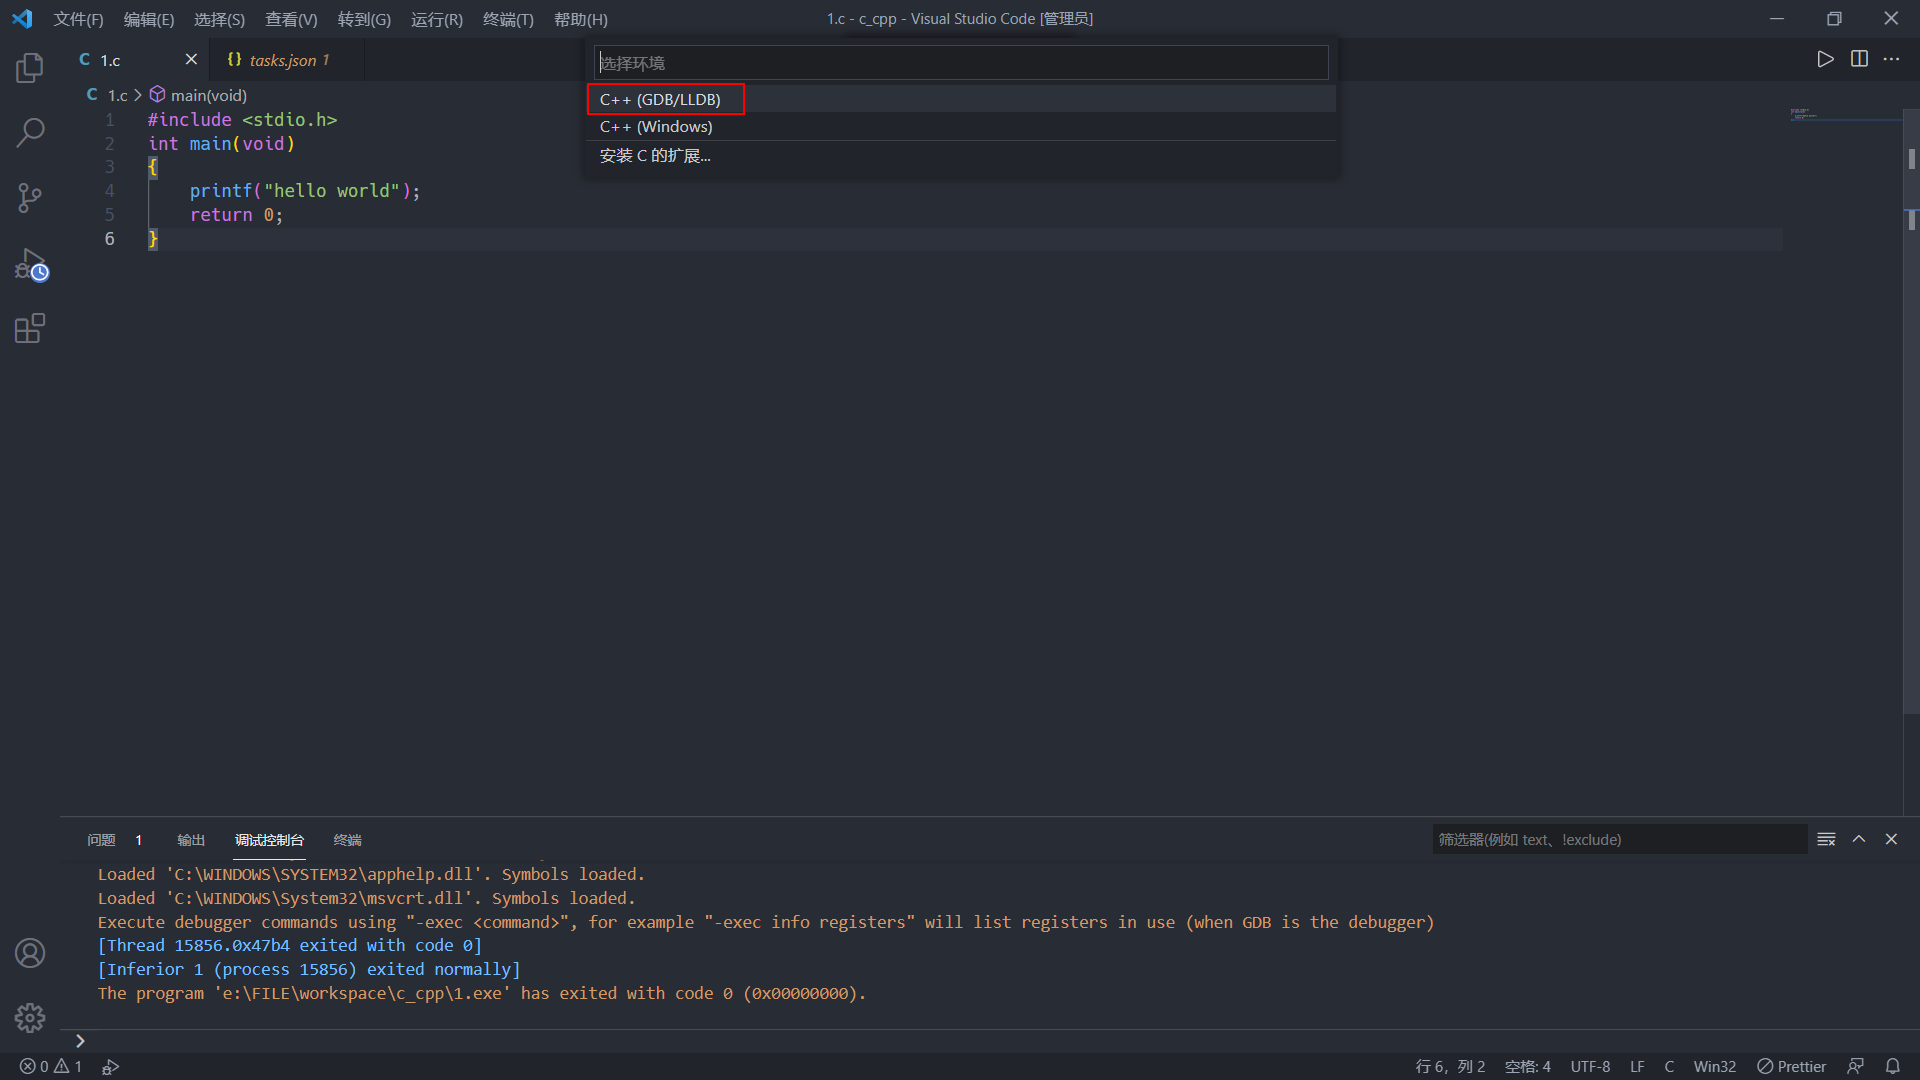 文件(F) 编辑(E) 选择(S) 查看(V) 转到(G) 运行(R) 终端(T) 帮助(H) 1.c - c_cpp - Visual Studio Code [管理员]
C 1.c {} tasks.json 1
选择环境
C++ (GDB/LLDB)
C++ (Windows)
安装 C 的扩展...
C 1.c > main(void)
1 #include <stdio.h>
2 int main(void)
3 {
4 printf("hello world");
5 return 0;
6 }
问题 1 输出 调试控制台 终端 筛选器(例如 text、!exclude)
Loaded 'C:\WINDOWS\SYSTEM32\apphelp.dll'. Symbols loaded.
Loaded 'C:\WINDOWS\System32\msvcrt.dll'. Symbols loaded.
Execute debugger commands using "-exec <command>", for example "-exec info registers" will list registers in use (when GDB is the debugger)
[Thread 15856.0x47b4 exited with code 0]
[Inferior 1 (process 15856) exited normally]
The program 'e:\FILE\workspace\c_cpp\1.exe' has exited with code 0 (0x00000000).
0 1 行 6，列 2 空格: 4 UTF-8 LF C Win32 Prettier